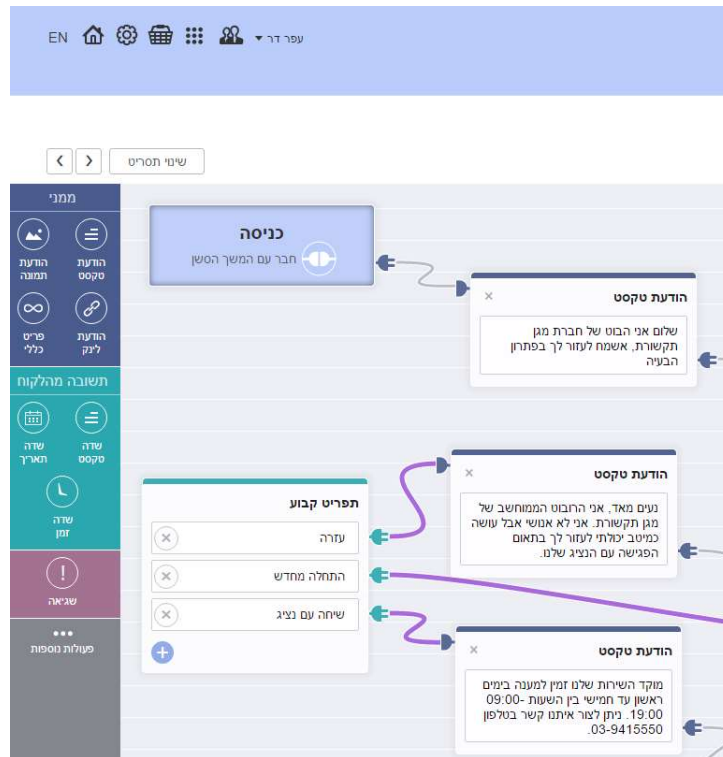 EN
עפר דר
שינוי תסריט
ממני
הודעת
טקסט
הודעת
תמונה
הודעת
לינק
פריט
כללי
תשובה מהלקוח
שדה
טקסט
שדה
תאריך
שדה
זמן
שגיאה
פעולות נוספות
כניסה
חבר עם המשך הסשן
הודעת טקסט
שלום אני הבוט של חברת מגן
תקשורת, אשמח לעזור לך בפתרון
הבעיה
הודעת טקסט
נעים מאד, אני הרובוט הממוחשב של
מגן תקשורת. אני לא אנושי אבל עושה
כמיטב יכולתי לעזור לך בתאום
הפגישה עם הנציג שלנו.
תפריט קבוע
עזרה
התחלה מחדש
שיחה עם נציג
הודעת טקסט
מוקד השירות שלנו זמין למענה בימים
ראשון עד חמישי בין השעות 09:00-
19:00. ניתן לצור איתנו קשר בטלפון
03-9415550.